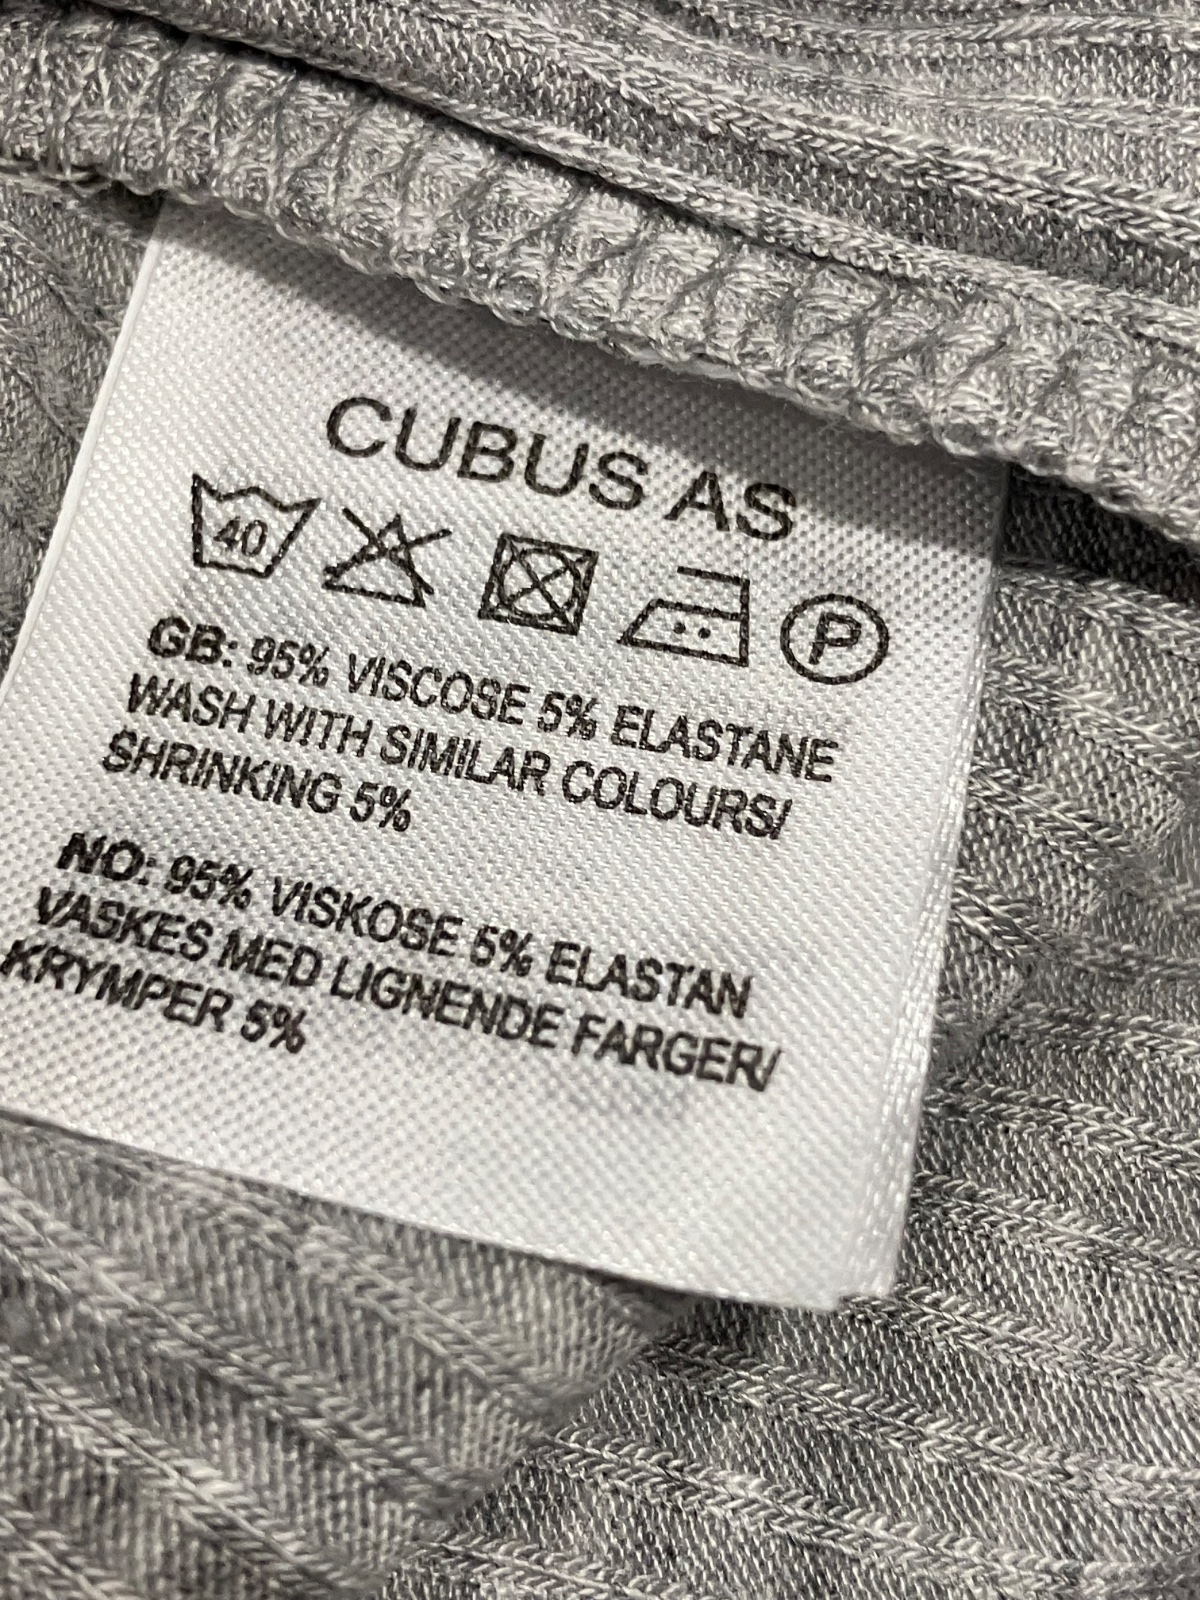 CUBUS AS
40 P
GB: 95% VISCOSE 5% ELASTANE
WASH WITH SIMILAR COLOURS/
SHRINKING 5%
NO: 95% VISKOSE 5% ELASTAN
VASKES MED LIGNENDE FARGER/
KRYMPER 5%